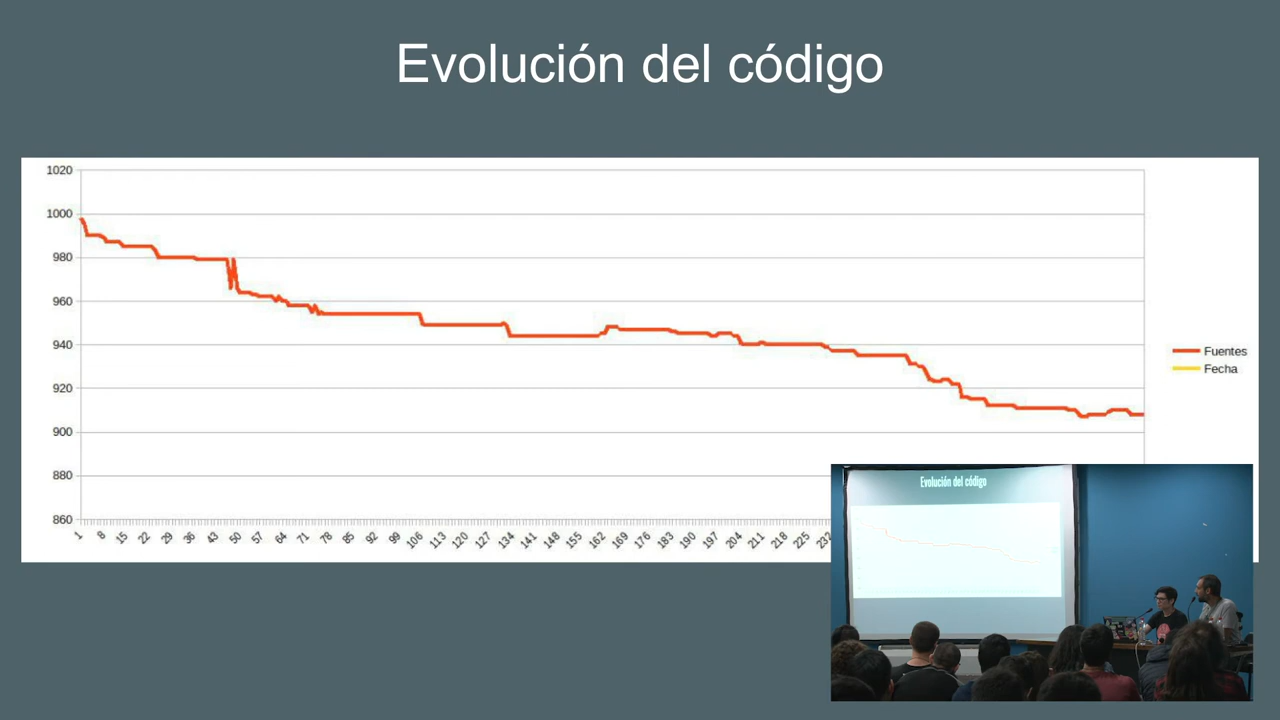 Evolución del código
1020
1000
980
960
940
920
900
880
860
1 8 15 22 29 36 43 50 57 64 71 78 85 92 99 106 113 120 127 134 141 148 155 162 169 176 183 190 197 204 211 218 225 232
Fuentes
Fecha
Evolución del código